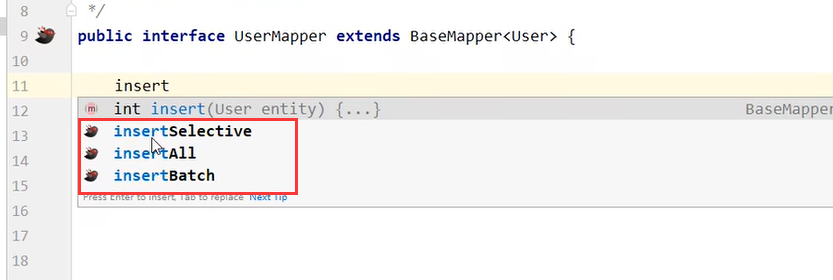 8 */
9 public interface UserMapper extends BaseMapper<User> {
10
11 insert
12 int insert(User entity) {...} BaseMapper
13 insertSelective
14 insertAll
15 insertBatch
Press Enter to insert, Tab to replace Next Tip
16
17
18